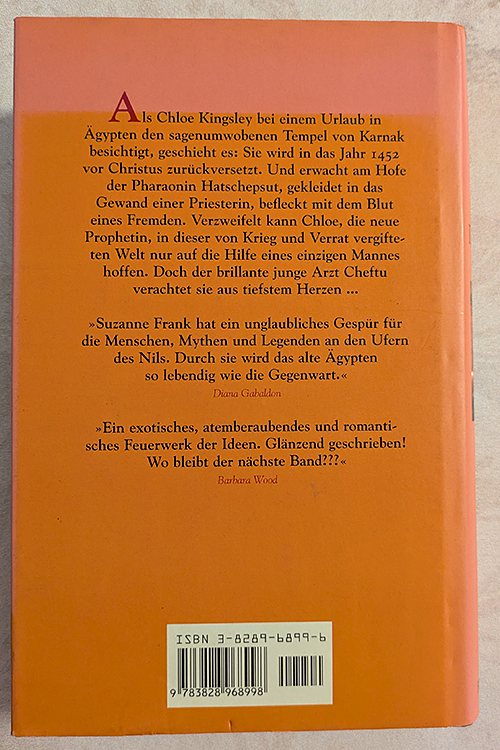 Als Chloe Kingsley bei einem Urlaub in
Ägypten den sagenumwobenen Tempel von Karnak
besichtigt, geschieht es: Sie wird in das Jahr 1452
vor Christus zurückversetzt. Und erwacht am Hofe
der Pharaonin Hatschepsut, gekleidet in das
Gewand einer Priesterin, befleckt mit dem Blut
eines Fremden. Verzweifelt kann Chloe, die neue
Prophetin, in dieser von Krieg und Verrat vergifte-
ten Welt nur auf die Hilfe eines einzigen Mannes
hoffen. Doch der brillante junge Arzt Cheftu
verachtet sie aus tiefstem Herzen ...
»Suzanne Frank hat ein unglaubliches Gespür für
die Menschen, Mythen und Legenden an den Ufern
des Nils. Durch sie wird das alte Ägypten
so lebendig wie die Gegenwart.«
Diana Gabaldon
»Ein exotisches, atemberaubendes und romanti-
sches Feuerwerk der Ideen. Glänzend geschrieben!
Wo bleibt der nächste Band???«
Barbara Wood
ISBN 3-8289-6899-6
9 783828 968998